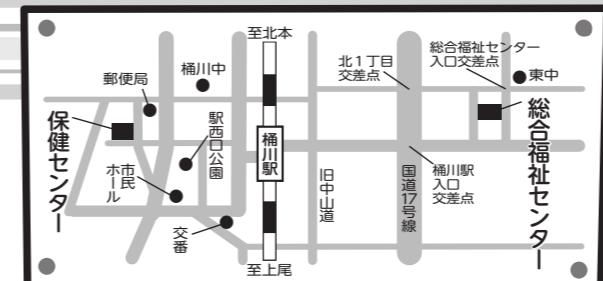 至北本
郵便局
桶川中
北1丁目
交差点
総合福祉センター
入口交差点
東中
保健センター
駅西口公園
桶川駅
総合福祉センター
市民
ホール
旧中山道
国道17号線
桶川駅
入口
交差点
交番
至上尾